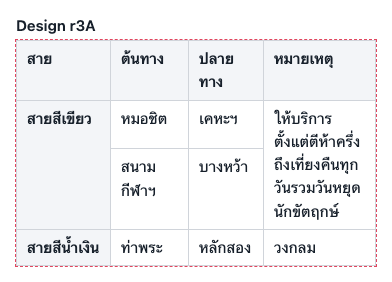 Design r3A
สาย ต้นทาง ปลาย หมายเหตุ
ทาง
สายสีเขียว หมอชิต เคหะฯ ให้บริการ
ตั้งแต่ตีห้าครึ่ง
ถึงเที่ยงคืนทุก
วันรวมวันหยุด
นักขัตฤกษ์
สนาม บางหว้า
กีฬาฯ
สายสีน้ำเงิน ท่าพระ หลักสอง วงกลม